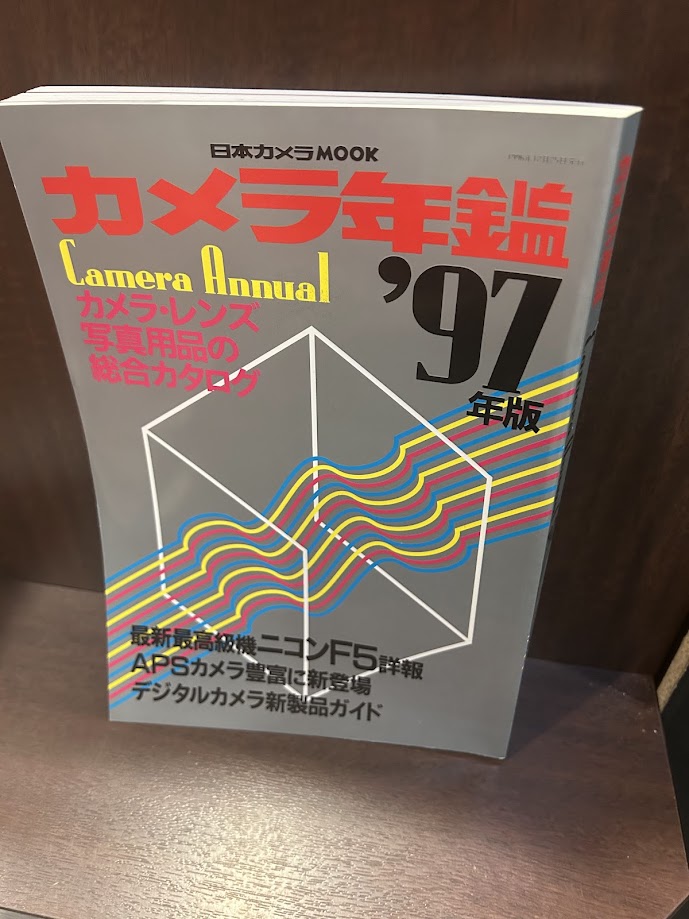 日本カメラMOOK
カメラ年鑑
Camera Annual
'97
年版
カメラ・レンズ
写真用品の
総合カタログ
最新最高級機ニコンF5詳報
APSカメラ豊富に新登場
デジタルカメラ新製品ガイド